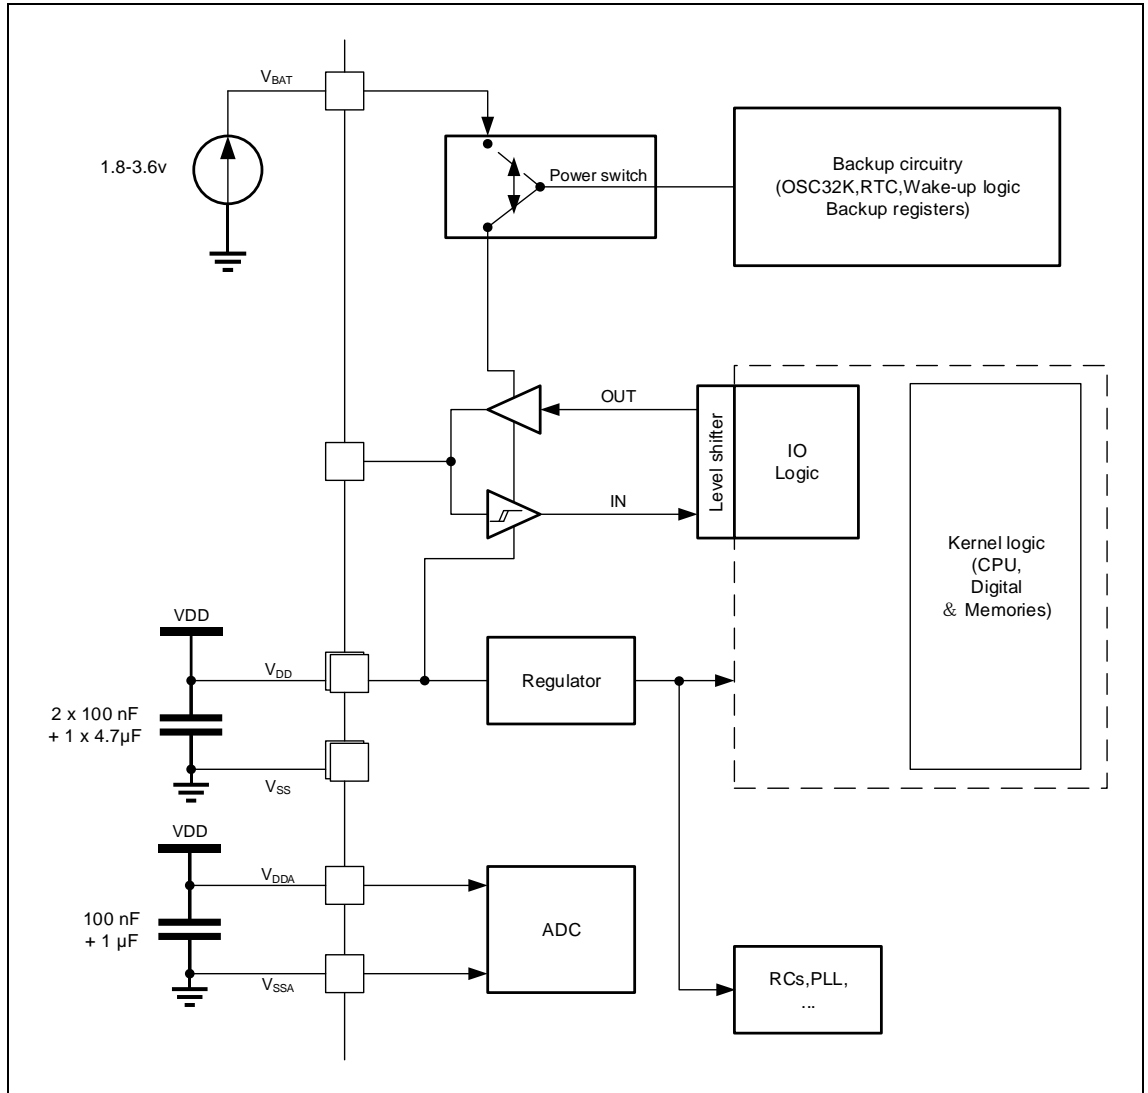 VBAT
1.8-3.6v
Power switch
Backup circuitry
(OSC32K,RTC,Wake-up logic
Backup registers)
OUT
Level shifter
IO
Logic
IN
Kernel logic
(CPU,
Digital
& Memories)
VDD
VDD
Regulator
2 x 100 nF
+ 1 x 4.7µF
VSS
VDD
VDDA
100 nF
+ 1 µF
ADC
VSSA
RCs,PLL,
...